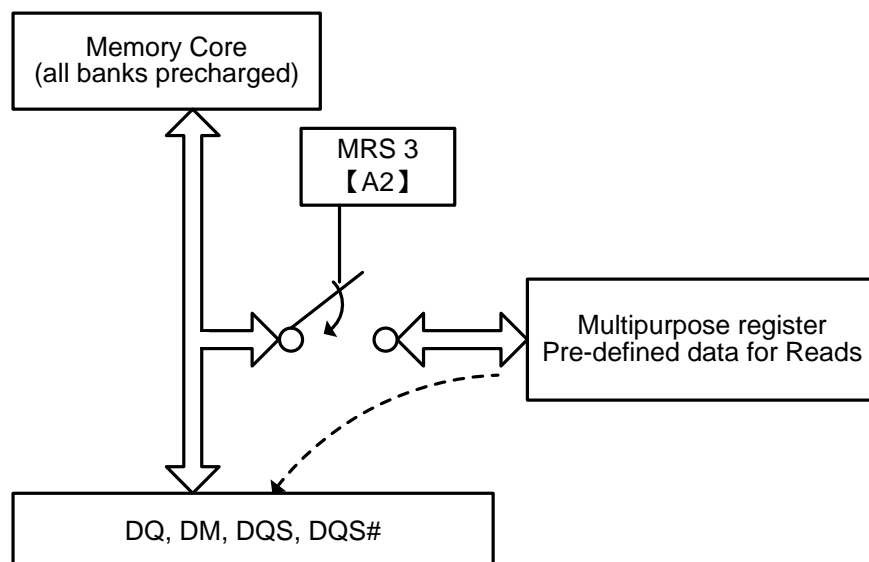 Memory Core
(all banks precharged)
MRS 3
【A2】
Multipurpose register
Pre-defined data for Reads
DQ, DM, DQS, DQS#